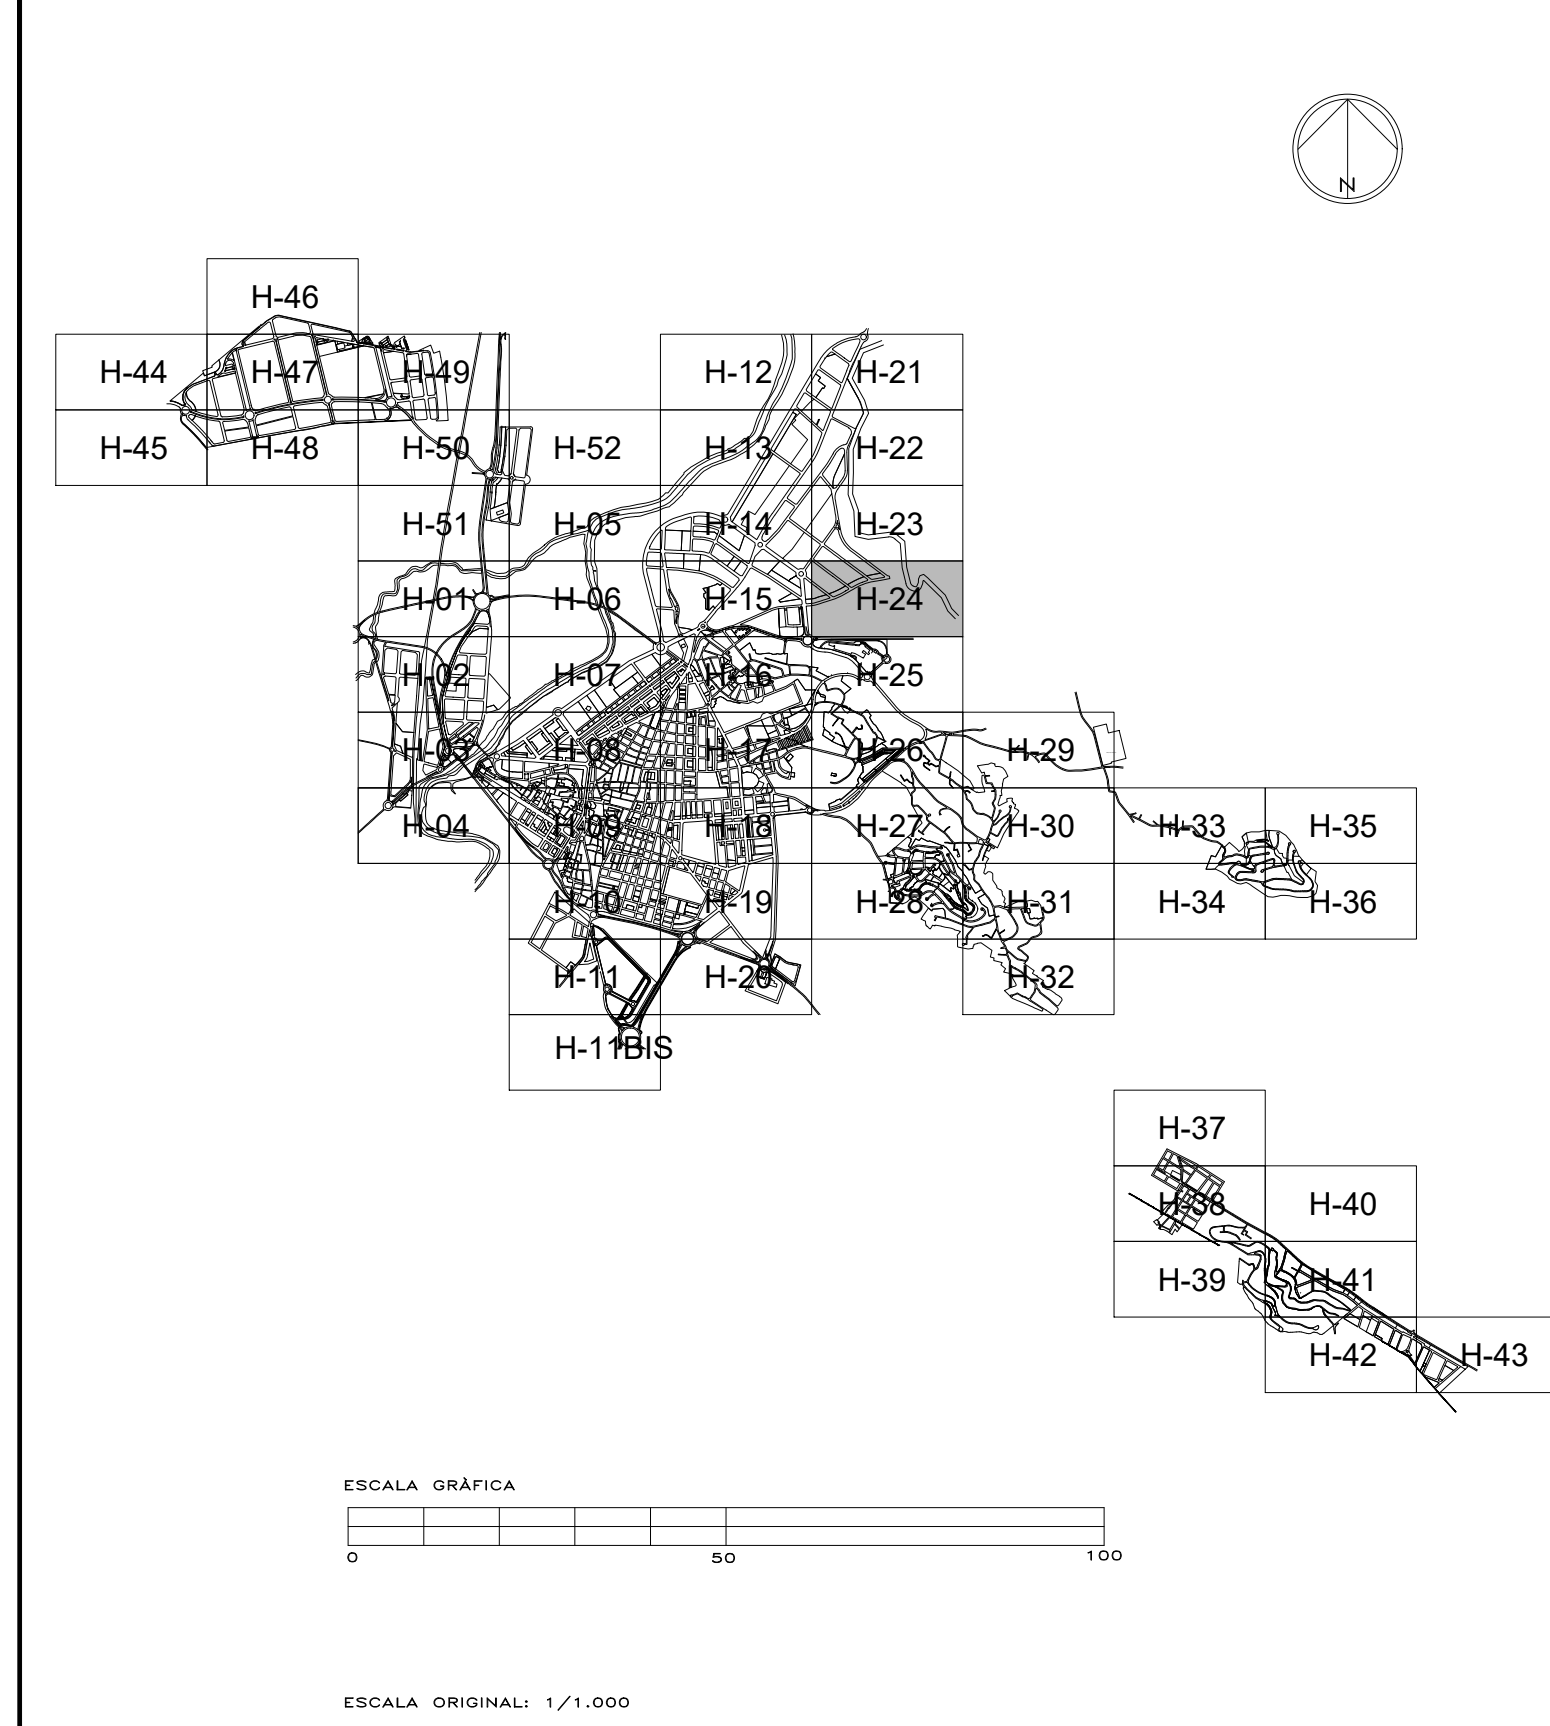 N
H-46
H-44 H-47 H-49 H-12 H-21
H-45 H-48 H-50 H-52 H-13 H-22
H-51 H-05 H-14 H-23
H-01 H-06 H-15 H-24
H-02 H-07 H-16 H-25
H-03 H-08 H-17 H-26 H-29
H-04 H-09 H-18 H-27 H-30 H-33 H-35
H-10 H-19 H-28 H-31 H-34 H-36
H-11 H-20 H-32
H-11BIS
H-37
H-38 H-40
H-39 H-41
H-42 H-43
ESCALA GRÀFICA
0 50 100
ESCALA ORIGINAL: 1/1.000